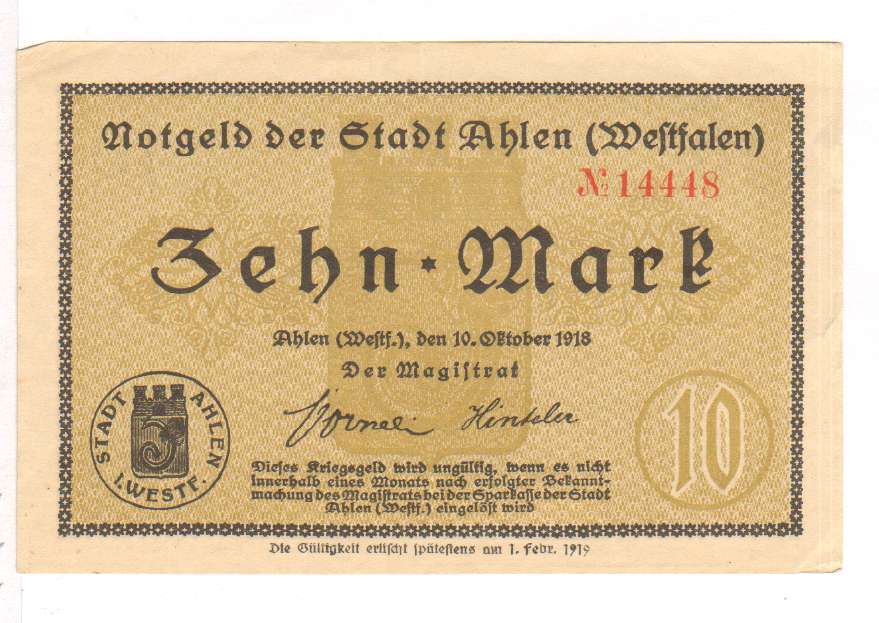 Notgeld der Stadt Ahlen (Westfalen)
№ 14448
Zehn * Mark
Ahlen (Westf.), den 10. Oktober 1918
Der Magistrat
Hinteler
STADT AHLEN
I. WESTF.
10
Dieses Kriegsgeld wird ungültig, wenn es nicht
innerhalb eines Monats nach erfolgter Bekannt-
machung des Magistrats bei der Sparkasse der Stadt
Ahlen (Westf.) eingelöst wird
Die Gültigkeit erlischt spätestens am 1. Febr. 1919